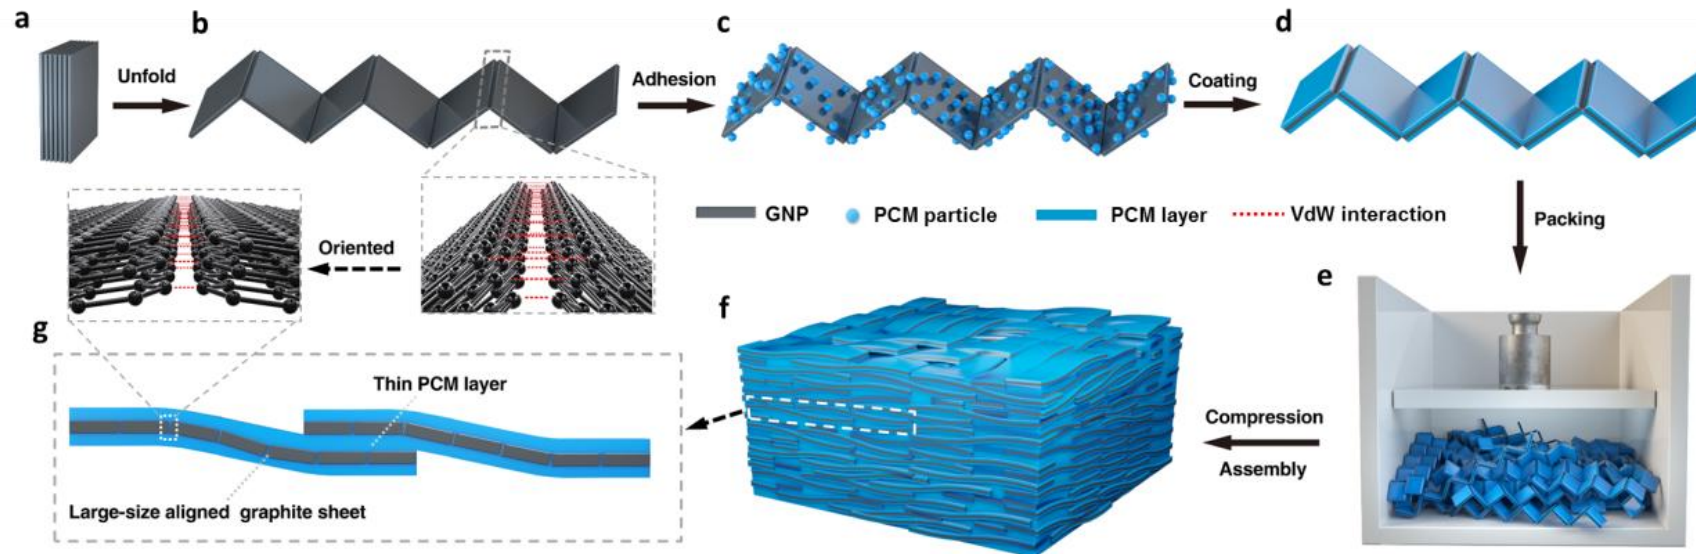 a
b
c
d
Unfold
Adhesion
Coating
GNP
PCM particle
PCM layer
VdW interaction
Packing
Oriented
e
f
g
Thin PCM layer
Large-size aligned graphite sheet
Compression
Assembly